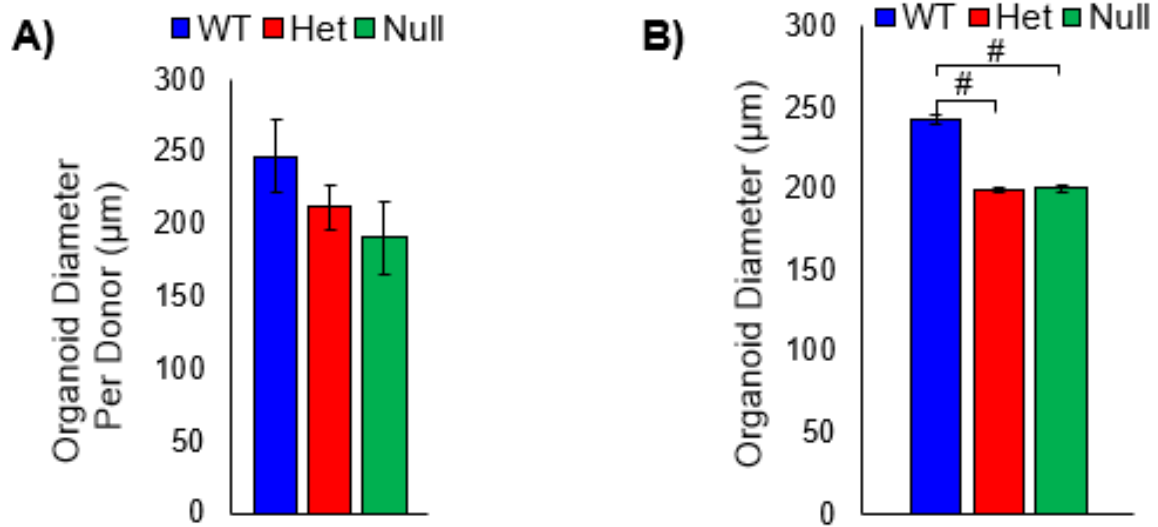 A)
WT Het Null
Organoid Diameter
Per Donor (µm)
300
250
200
150
100
50
0
B)
WT Het Null
Organoid Diameter (µm)
300
250
200
150
100
50
0
#
#